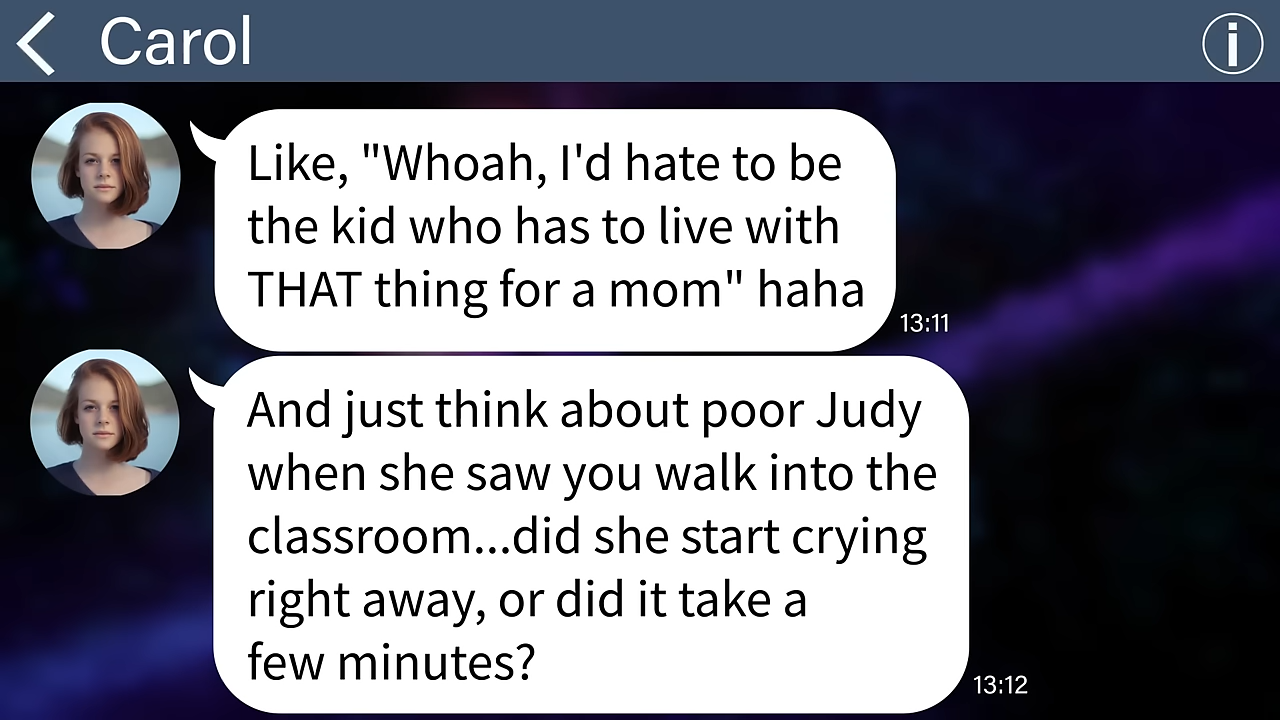 Carol
Like, "Whoah, I'd hate to be
the kid who has to live with
THAT thing for a mom" haha
13:11
And just think about poor Judy
when she saw you walk into the
classroom...did she start crying
right away, or did it take a
few minutes?
13:12